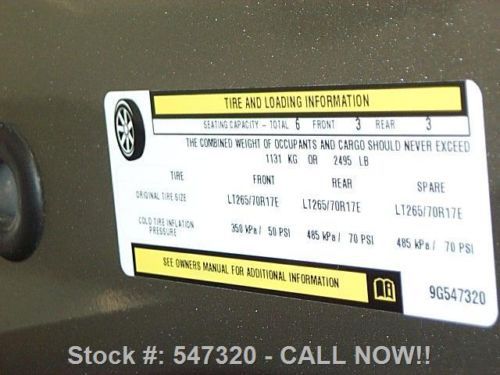 TIRE AND LOADING INFORMATION
SEATING CAPACITY - TOTAL 6 FRONT 3 REAR 3
THE COMBINED WEIGHT OF OCCUPANTS AND CARGO SHOULD NEVER EXCEED
1131 KG OR 2495 LB
TIRE FRONT REAR SPARE
ORIGINAL TIRE SIZE LT265/70R17E LT265/70R17E LT265/70R17E
COLD TIRE INFLATION
PRESSURE 350 kPa/ 50 PSI 485 kPa/ 70 PSI 485 kPa/ 70 PSI
SEE OWNERS MANUAL FOR ADDITIONAL INFORMATION
9G547320
Stock #: 547320 - CALL NOW!!